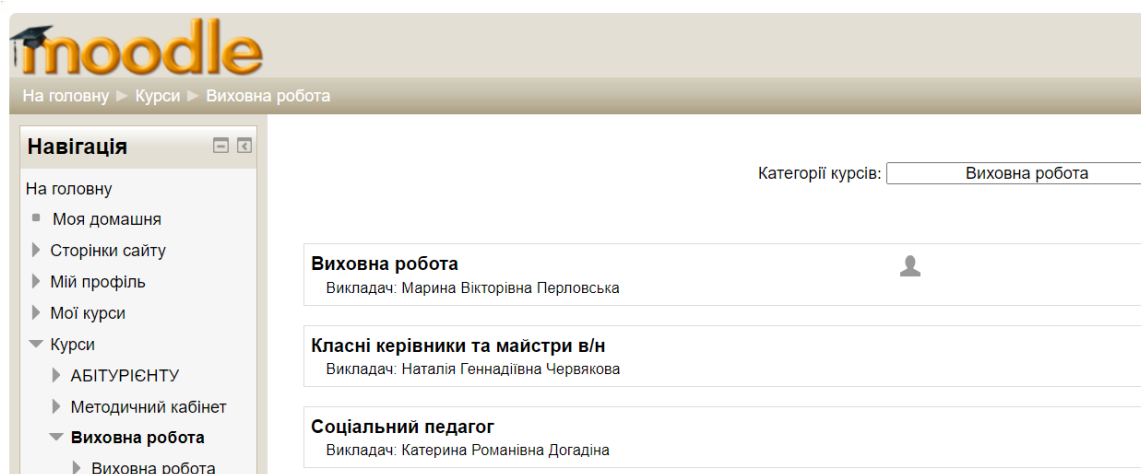 moodle
На головну ► Курси ► Виховна робота
Навігація
На головну
Моя домашня
Сторінки сайту
Мій профіль
Мої курси
Курси
АБІТУРІЄНТУ
Методичний кабінет
Виховна робота
Виховна робота
Категорії курсів: Виховна робота
Виховна робота
Викладач: Марина Вікторівна Перловська
Класні керівники та майстри в/н
Викладач: Наталія Геннадіївна Червякова
Соціальний педагог
Викладач: Катерина Романівна Догадіна